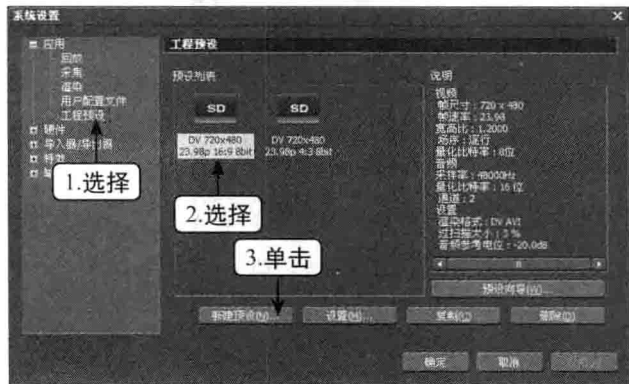 系统设置
应用
回放
采集
渲染
用户配置文件
工程预设
硬件
导入器/导出器
特效
1.选择
工程预设
预设列表
SD
SD
DV 720x480
23.98p 16:9 8bit
DV 720x480
23.98p 4:3 8bit
2.选择
3.单击
说明
视频
帧尺寸：720 x 480
帧速率：23.98
宽高比：1.2000
场序：逐行
量化比特率：8位
音频
采样率：48000Hz
量化比特率：16 位
通道：2
设置
渲染格式：DV AVI
过扫描大小：3 %
音频参考电位：-20.0dB
预设向导(W)...
新建预设(N)...
设置(M)...
复制(C)
删除(D)
确定
取消